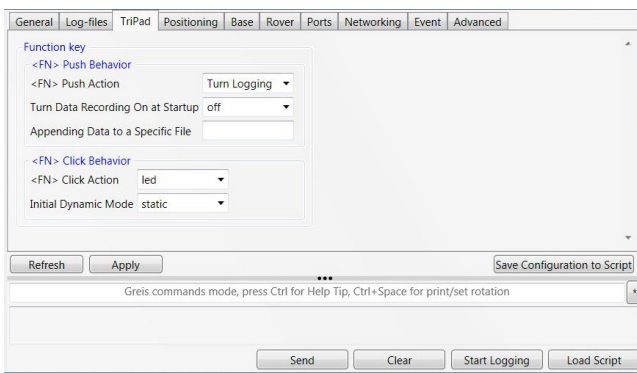 General Log-files TriPad Positioning Base Rover Ports Networking Event Advanced
Function key
<FN> Push Behavior
<FN> Push Action Turn Logging
Turn Data Recording On at Startup off
Appending Data to a Specific File
<FN> Click Behavior
<FN> Click Action led
Initial Dynamic Mode static
Refresh Apply Save Configuration to Script
Greis commands mode, press Ctrl for Help Tip, Ctrl+Space for print/set rotation *
Send Clear Start Logging Load Script